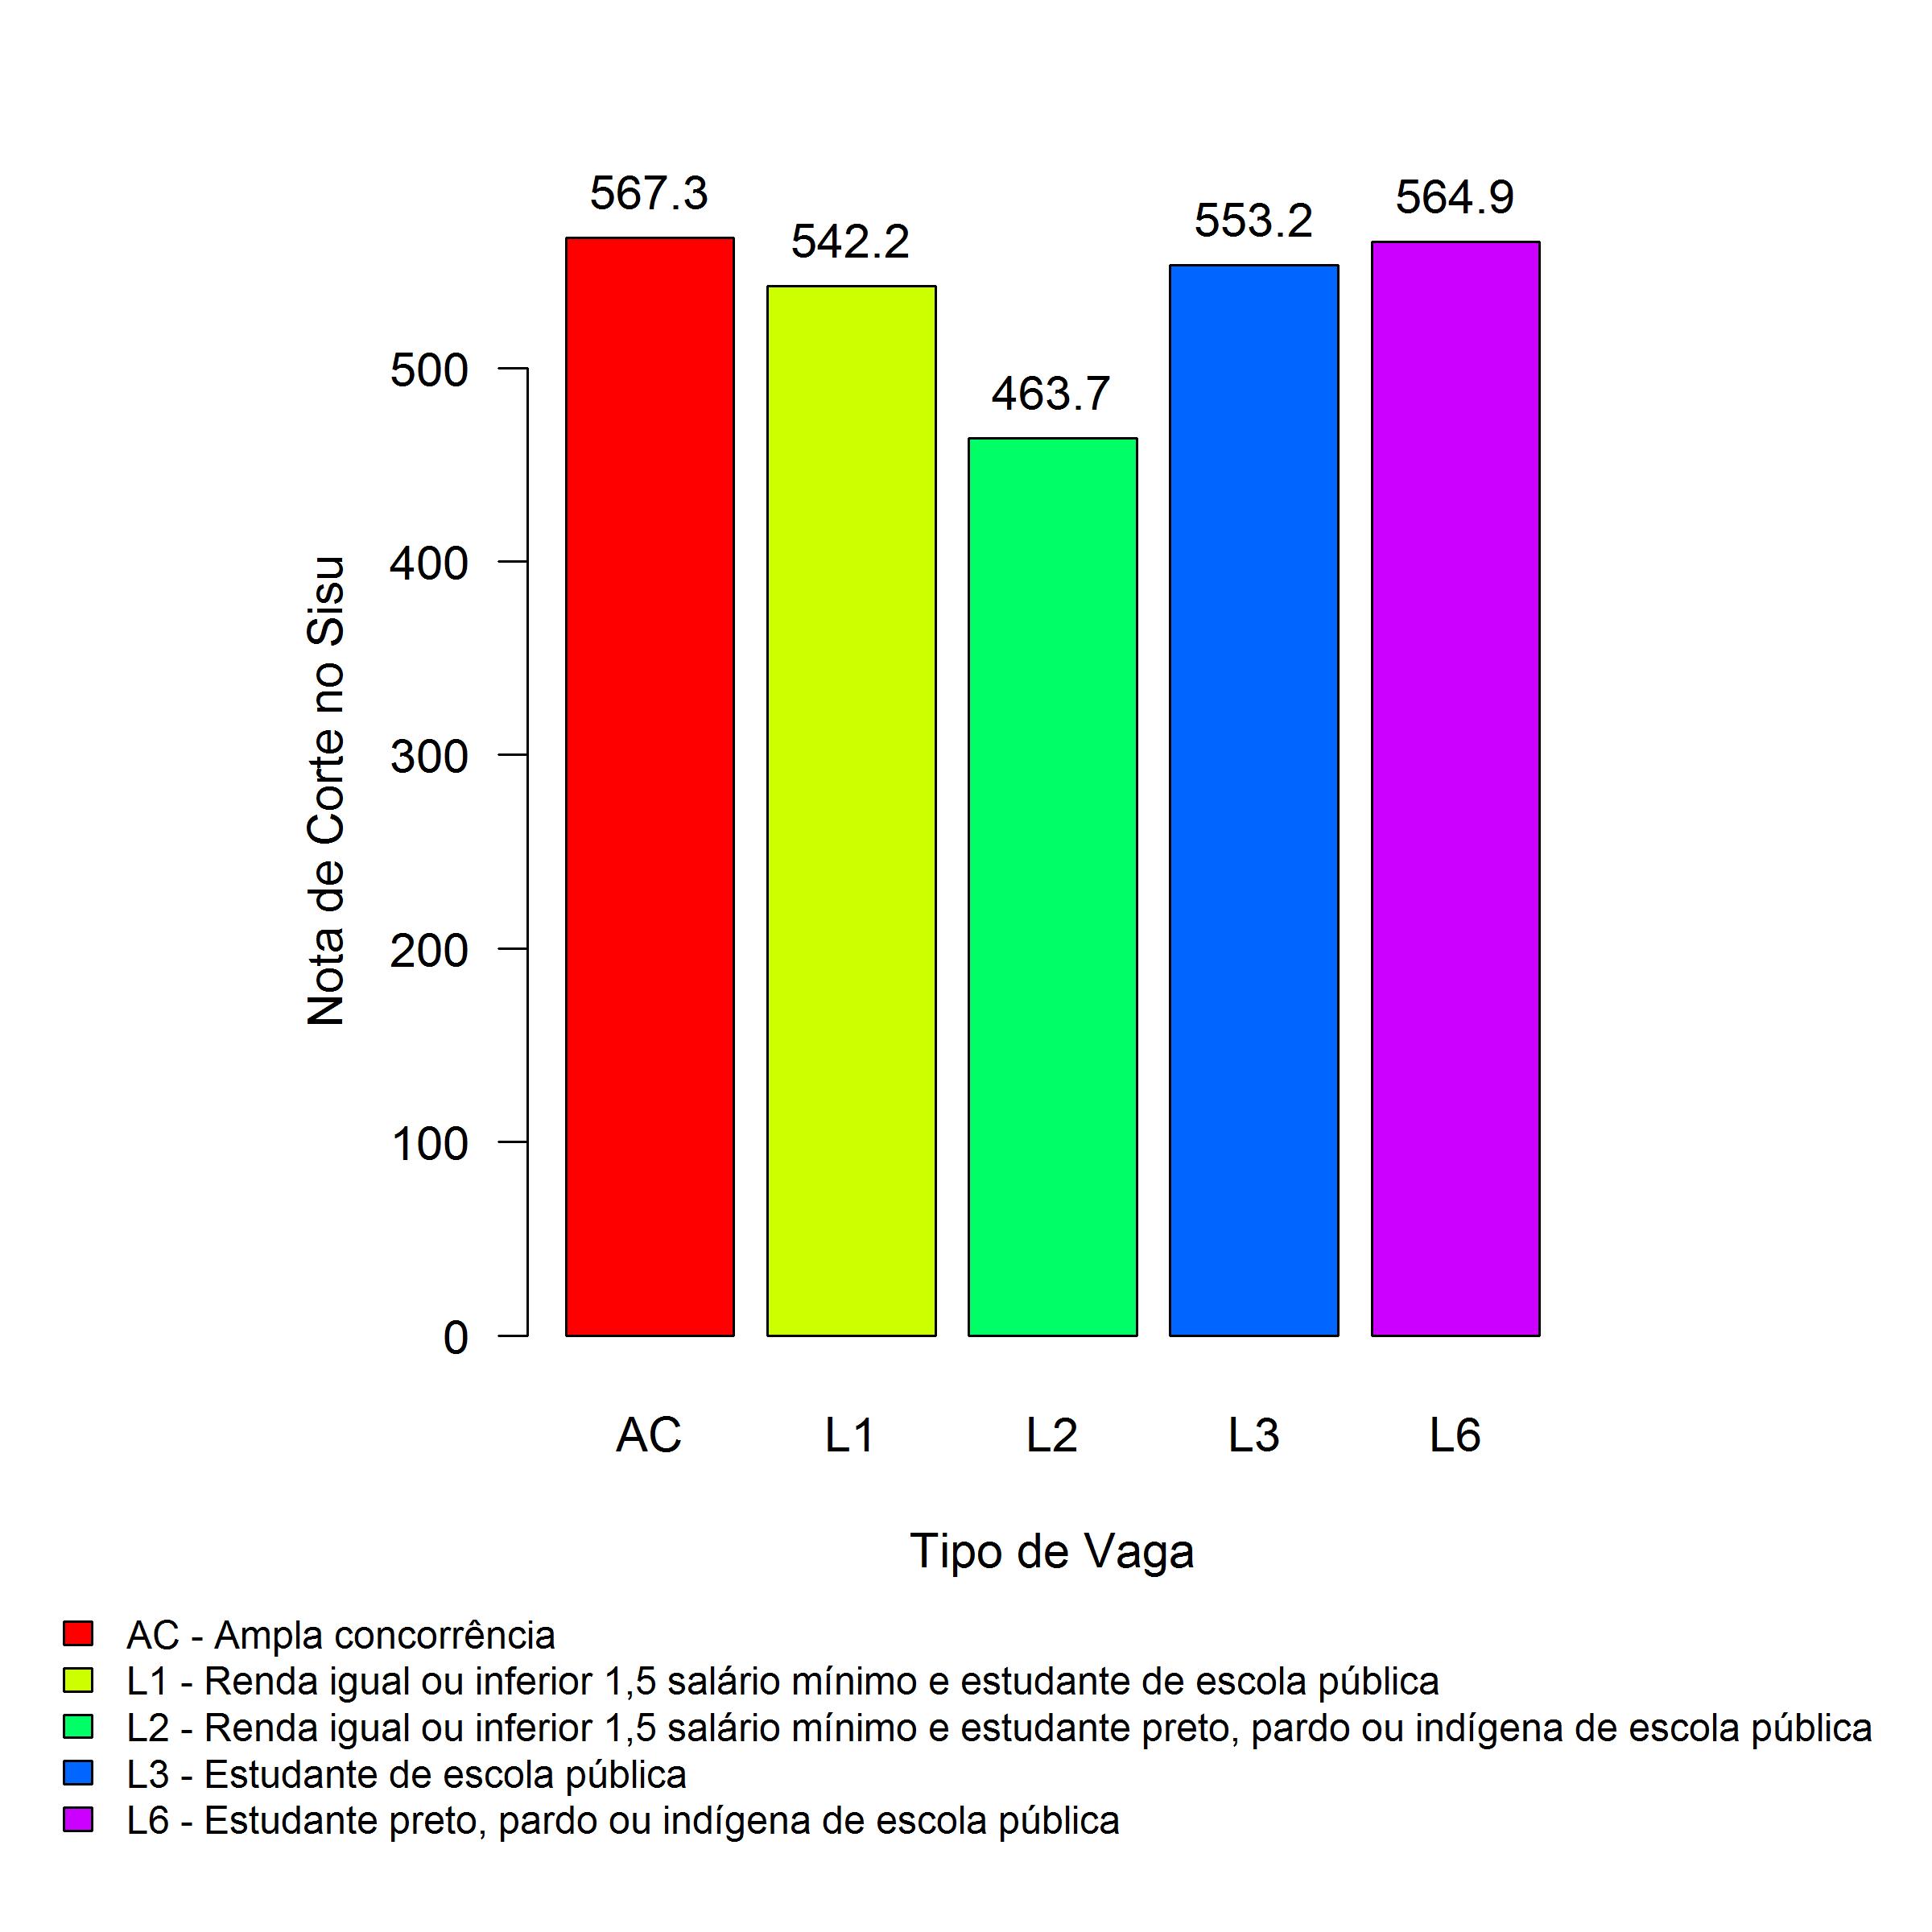 567.3
542.2
463.7
553.2
564.9
500
400
300
200
100
0
Nota de Corte no Sisu
AC
L1
L2
L3
L6
Tipo de Vaga
AC - Ampla concorrência
L1 - Renda igual ou inferior 1,5 salário mínimo e estudante de escola pública
L2 - Renda igual ou inferior 1,5 salário mínimo e estudante preto, pardo ou indígena de escola pública
L3 - Estudante de escola pública
L6 - Estudante preto, pardo ou indígena de escola pública